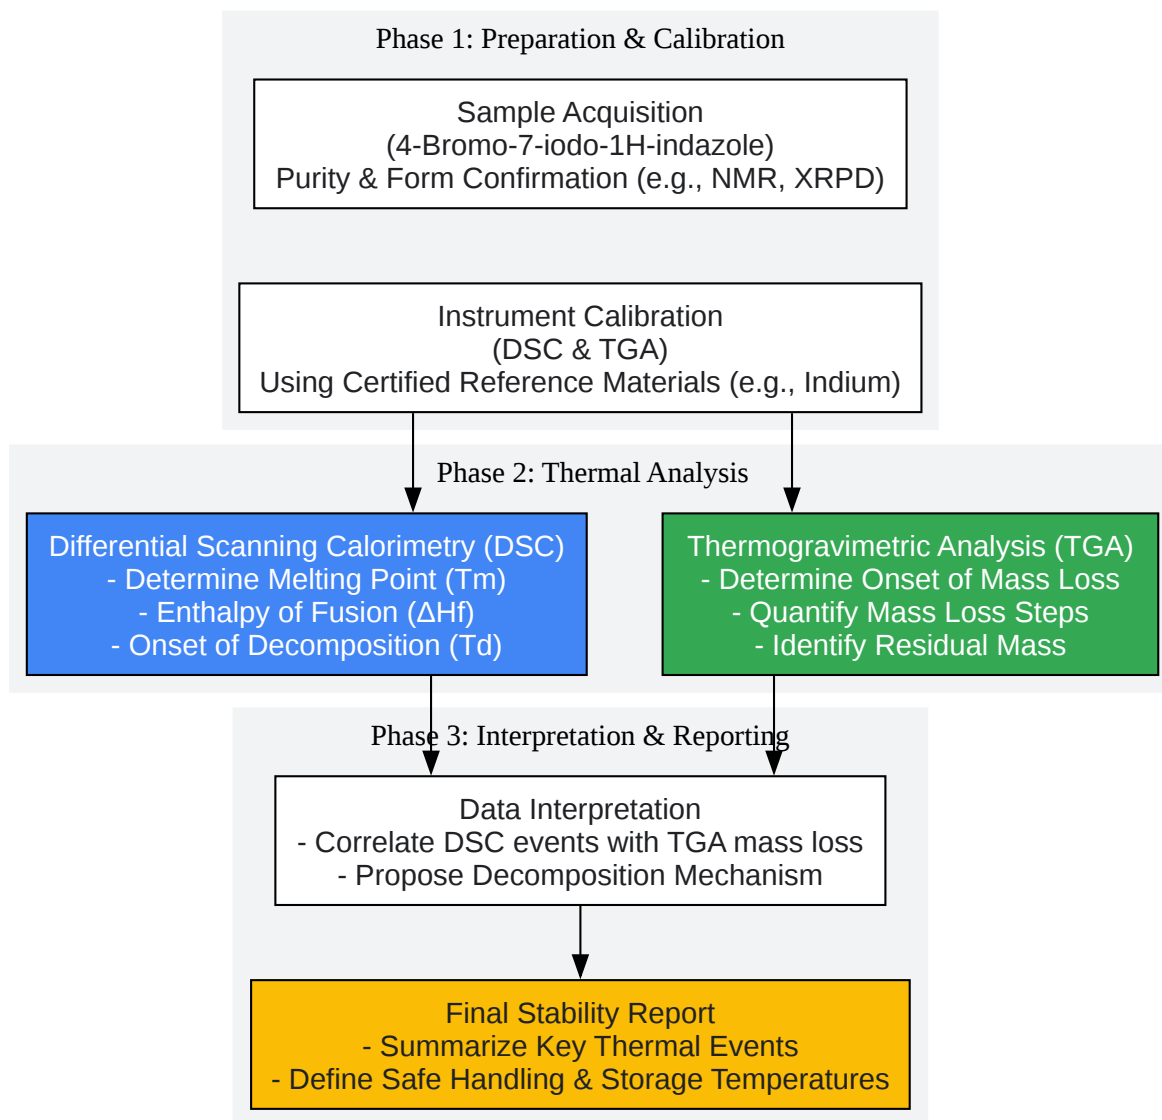 Phase 1: Preparation & Calibration
Sample Acquisition
(4-Bromo-7-iodo-1H-indazole)
Purity & Form Confirmation (e.g., NMR, XRPD)
Instrument Calibration
(DSC & TGA)
Using Certified Reference Materials (e.g., Indium)
Phase 2: Thermal Analysis
Differential Scanning Calorimetry (DSC)
- Determine Melting Point (Tm)
- Enthalpy of Fusion (ΔHf)
- Onset of Decomposition (Td)
Thermogravimetric Analysis (TGA)
- Determine Onset of Mass Loss
- Quantify Mass Loss Steps
- Identify Residual Mass
Phase 3: Interpretation & Reporting
Data Interpretation
- Correlate DSC events with TGA mass loss
- Propose Decomposition Mechanism
Final Stability Report
- Summarize Key Thermal Events
- Define Safe Handling & Storage Temperatures